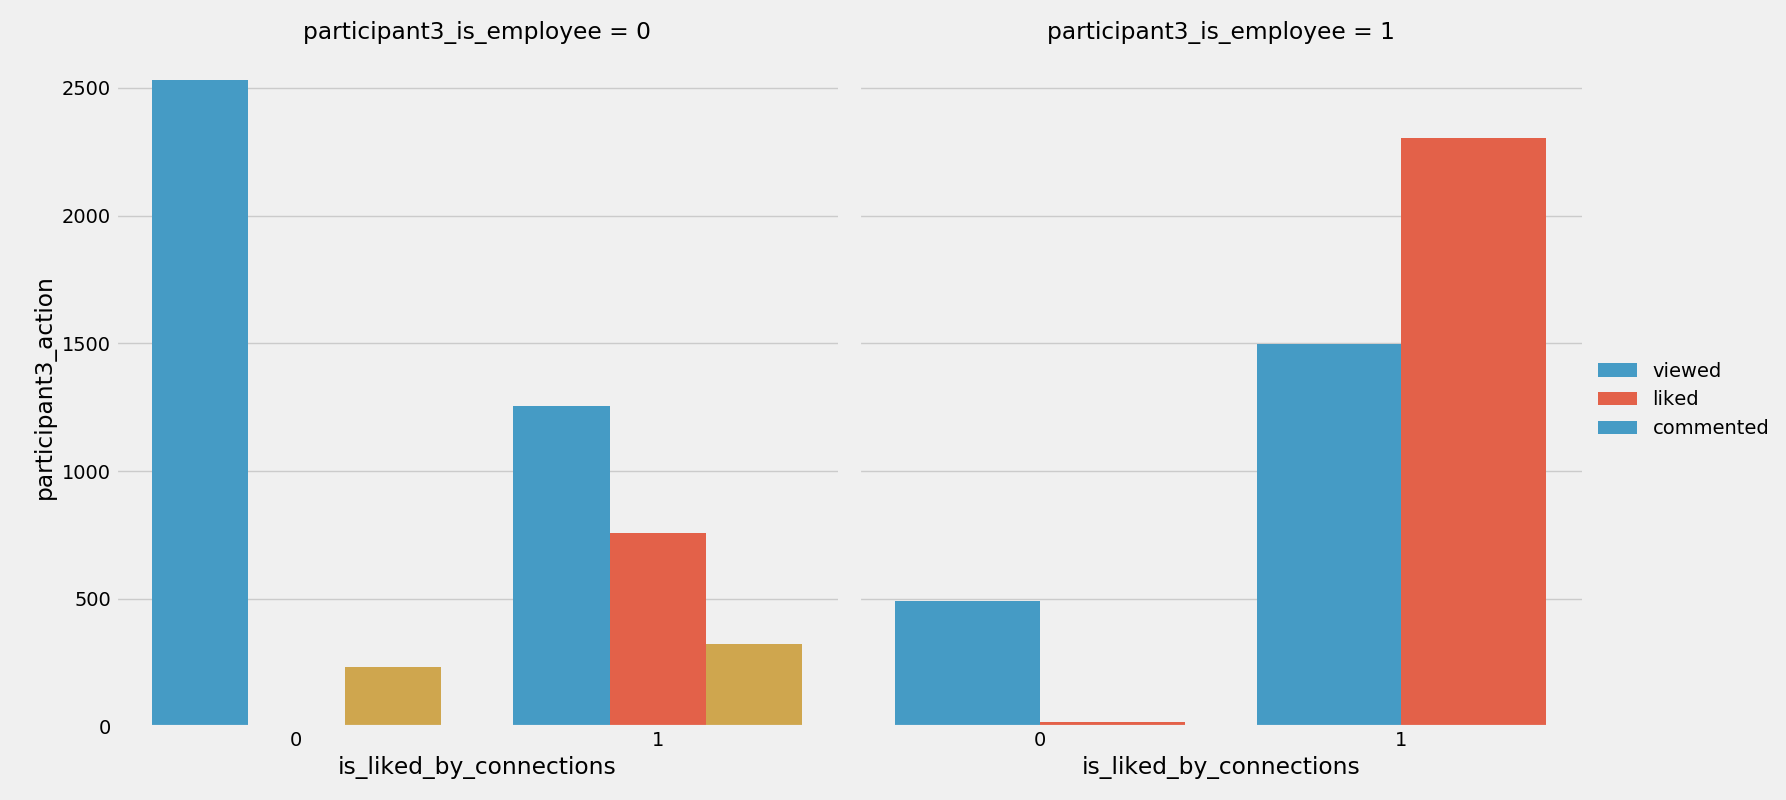 participant3_is_employee = 0
participant3_is_employee = 1
participant3_action
2500
2000
1500
1000
500
0
0
1
0
1
is_liked_by_connections
is_liked_by_connections
viewed
liked
commented